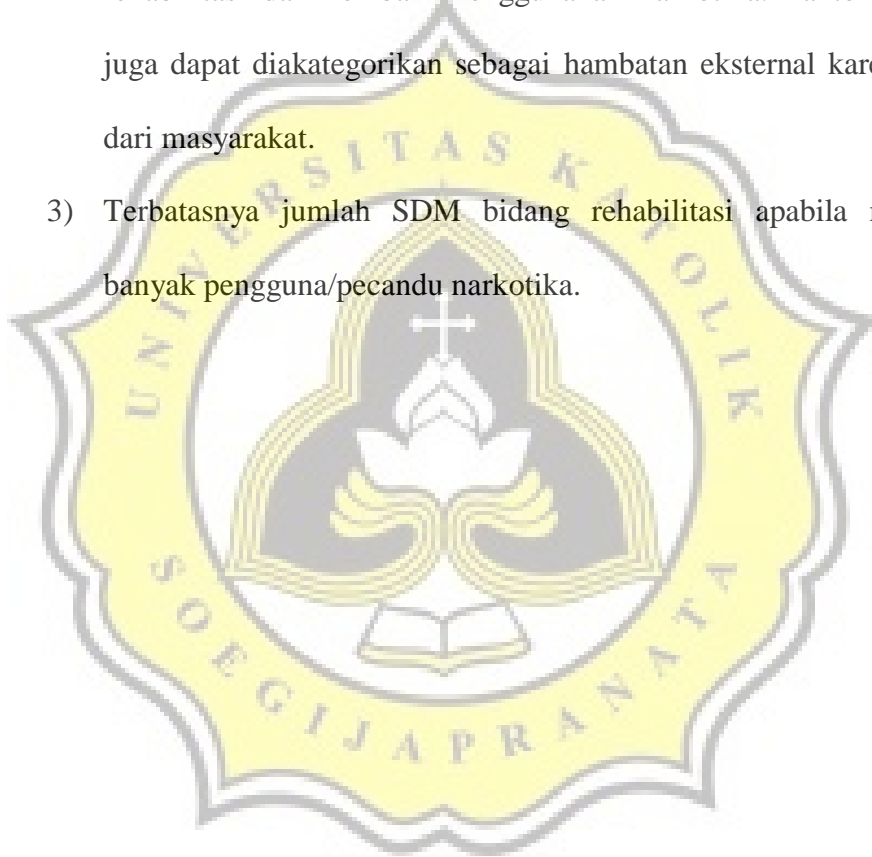 juga dapat diakategorikan sebagai hambatan eksternal
dari masyarakat.
3) Terbatasnya jumlah SDM bidang rehabilitasi apabila
banyak pengguna/pecandu narkotika.
UNIVERSITAS KATOLIK
SOEGIJAPRANATA